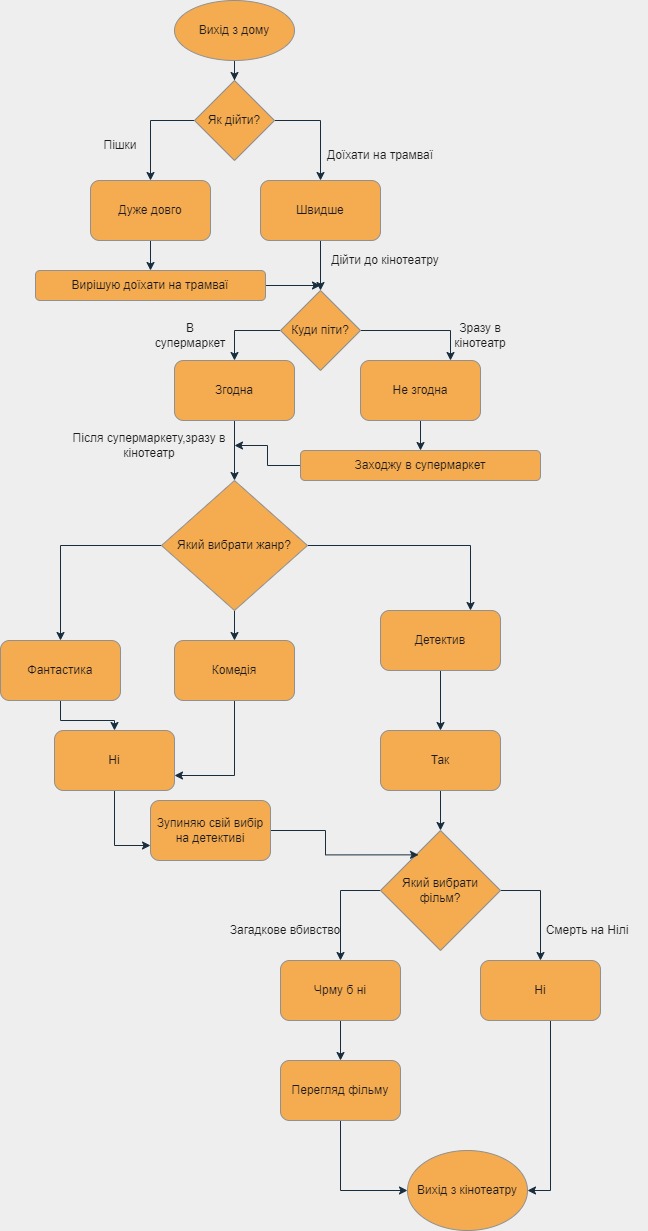 Вихід з дому
Як дійти?
Пішки
Доїхати на трамваї
Дуже довго
Швидше
Дійти до кінотеатру
Вирішую доїхати на трамваї
Куди піти?
В
супермаркет
Зразу в
кінотеатр
Згодна
Не згодна
Після супермаркету,зразу в
кінотеатр
Заходжу в супермаркет
Який вибрати жанр?
Детектив
Фантастика
Комедія
Ні
Так
Зупиняю свій вибір
на детективі
Який вибрати
фільм?
Загадкове вбивство
Смерть на Нілі
Чрму б ні
Ні
Перегляд фільму
Вихід з кінотеатру